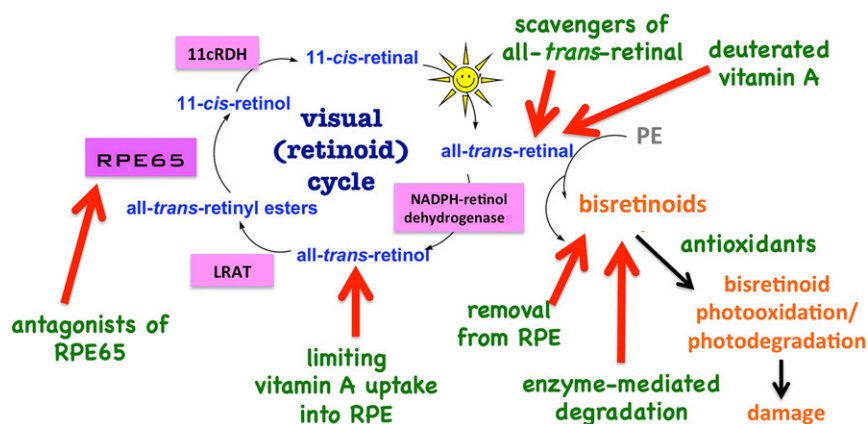 scavengers of
all-trans-retinal
deuterated
vitamin A
11cRDH
11-cis-retinal
11-cis-retinol
visual
(retinoid)
cycle
all-trans-retinal
PE
RPE65
NADPH-retinol
dehydrogenase
bisretinoids
all-trans-retinyl esters
all-trans-retinol
LRAT
antioxidants
bisretinoid
photooxidation/
photodegradation
antagonists of
RPE65
limiting
vitamin A uptake
into RPE
removal
from RPE
enzyme-mediated
degradation
damage